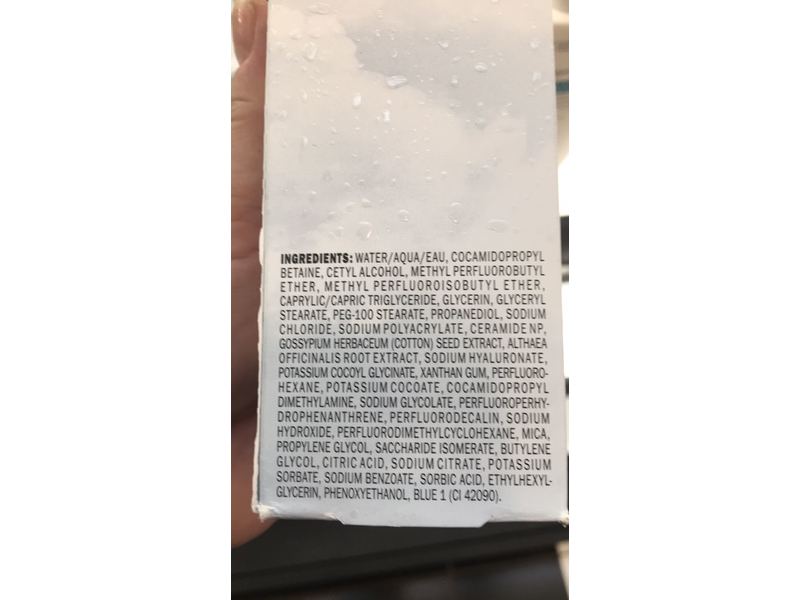 INGREDIENTS: WATER/AQUA/EAU, COCAMIDOPROPYL
BETAINE, CETYL ALCOHOL, METHYL PERFLUOROBUTYL
ETHER, METHYL PERFLUOROISOBUTYL ETHER,
CAPRYLIC/CAPRIC TRIGLYCERIDE, GLYCERIN, GLYCERYL
STEARATE, PEG-100 STEARATE, PROPANEDIOL, SODIUM
CHLORIDE, SODIUM POLYACRYLATE, CERAMIDE NP,
GOSSYPIUM HERBACEUM (COTTON) SEED EXTRACT, ALTHAEA
OFFICINALIS ROOT EXTRACT, SODIUM HYALURONATE,
POTASSIUM COCOYL GLYCINATE, XANTHAN GUM, PERFLUORO-
HEXANE, POTASSIUM COCOATE, COCAMIDOPROPYL
DIMETHYLAMINE, SODIUM GLYCOLATE, PERFLUOROPERHY-
DROPHENANTHRENE, PERFLUORODECALIN, SODIUM
HYDROXIDE, PERFLUORODIMETHYLCYCLOHEXANE, MICA,
PROPYLENE GLYCOL, SACCHARIDE ISOMERATE, BUTYLENE
GLYCOL, CITRIC ACID, SODIUM CITRATE, POTASSIUM
SORBATE, SODIUM BENZOATE, SORBIC ACID, ETHYLHEXYL-
GLYCERIN, PHENOXYETHANOL, BLUE 1 (CI 42090).